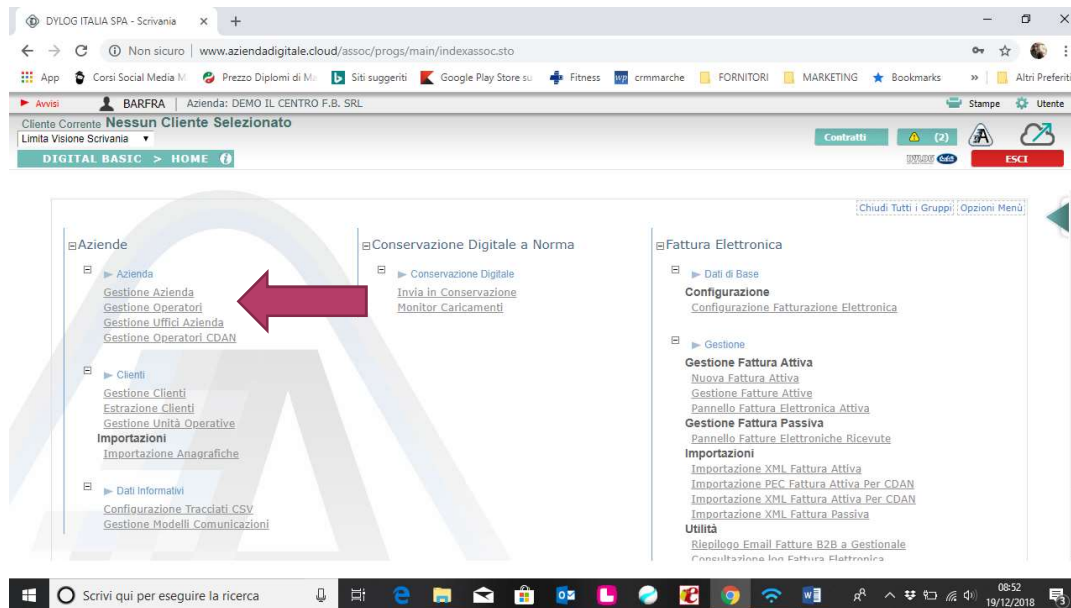 DYLOG ITALIA SPA - Scrivania
Non sicuro | www.aziendadigitale.cloud/assoc/progs/main/indexassoc.sto
App Corsi Social Media M Prezzo Diplomi di Ma Siti suggeriti Google Play Store su Fitness wp crmmarche FORNITORI MARKETING Bookmarks » Altri Preferiti
Avvisi BARFRA | Azienda: DEMO IL CENTRO F.B. SRL Stampe Utente
Cliente Corrente Nessun Cliente Selezionato
Limita Visione Scrivania Contratti (2)
DIGITAL BASIC > HOME DYLOG ESCI
Chiudi Tutti i Gruppi Opzioni Menù
Aziende
Azienda
Gestione Azienda
Gestione Operatori
Gestione Uffici Azienda
Gestione Operatori CDAN
Clienti
Gestione Clienti
Estrazione Clienti
Gestione Unità Operative
Importazioni
Importazione Anagrafiche
Dati Informativi
Configurazione Tracciati CSV
Gestione Modelli Comunicazioni
Conservazione Digitale a Norma
Conservazione Digitale
Invia in Conservazione
Monitor Caricamenti
Fattura Elettronica
Dati di Base
Configurazione
Configurazione Fatturazione Elettronica
Gestione
Gestione Fattura Attiva
Nuova Fattura Attiva
Gestione Fatture Attive
Pannello Fattura Elettronica Attiva
Gestione Fattura Passiva
Pannello Fatture Elettroniche Ricevute
Importazioni
Importazione XML Fattura Attiva
Importazione PEC Fattura Attiva Per CDAN
Importazione XML Fattura Attiva Per CDAN
Importazione XML Fattura Passiva
Utilità
Riepilogo Email Fatture B2B a Gestionale
Consultazione log Fattura Elettronica
Scrivi qui per eseguire la ricerca
08:52
19/12/2018